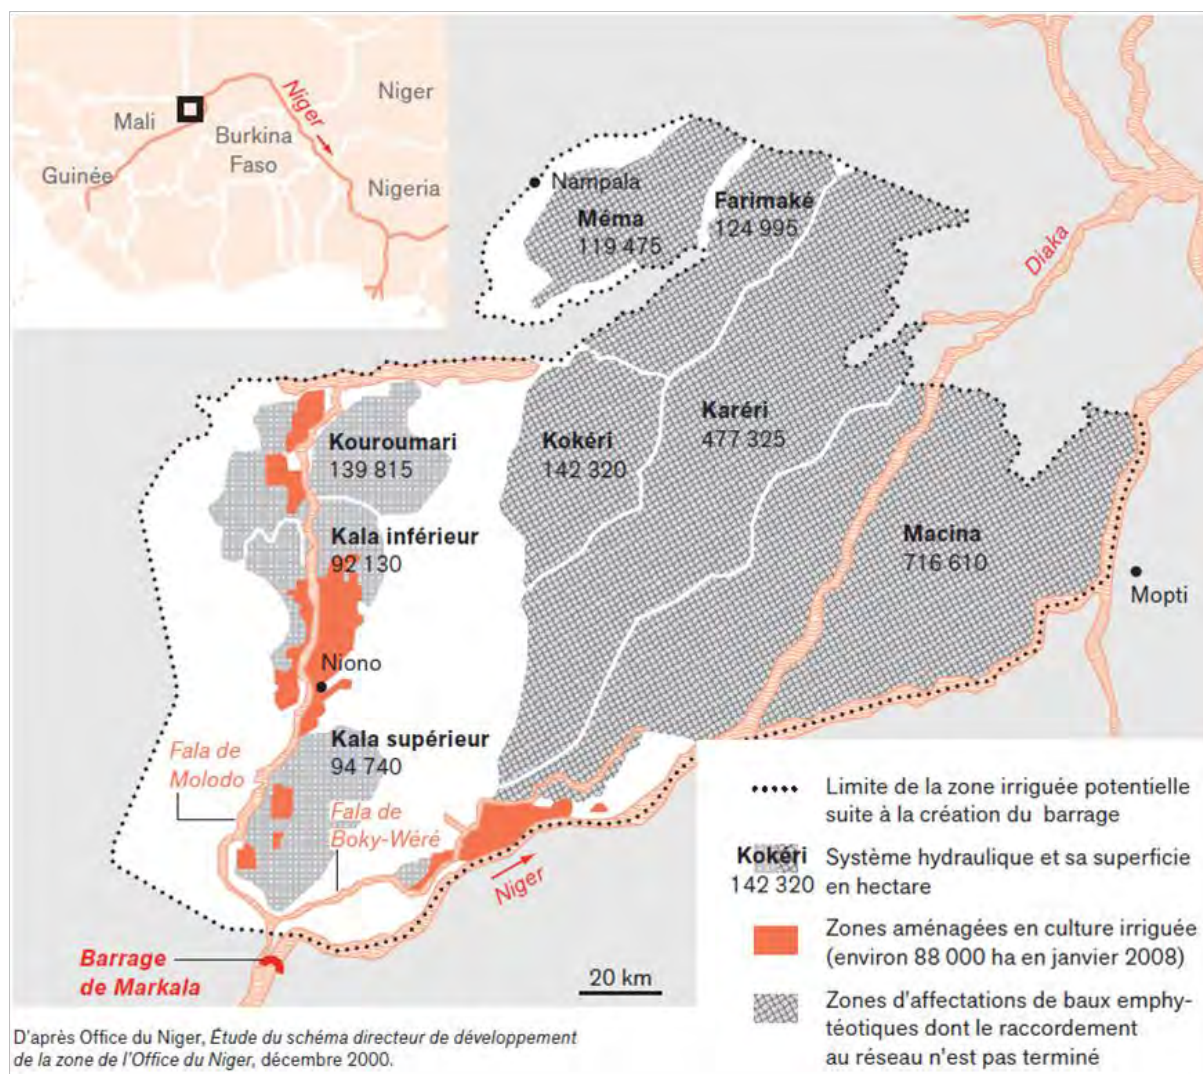 Niger
Niger
Mali
Burkina
Faso
Guinée
Nigeria
Nampala
Méma
119 475
Farimaké
124 995
Diaka
Kouroumari
139 815
Kokéri
142 320
Karéri
477 325
Kala inférieur
92 130
Macina
716 610
Mopti
Niono
Kala supérieur
94 740
Fala de
Molodo
Fala de
Boky-Wéré
Niger
Barrage
de Markala
20 km
Limite de la zone irriguée potentielle
suite à la création du barrage
Kokéri
142 320
Système hydraulique et sa superficie
en hectare
Zones aménagées en culture irriguée
(environ 88 000 ha en janvier 2008)
Zones d'affectations de baux emphy-
téotiques dont le raccordement
au réseau n'est pas terminé
D'après Office du Niger, Étude du schéma directeur de développement
de la zone de l'Office du Niger, décembre 2000.